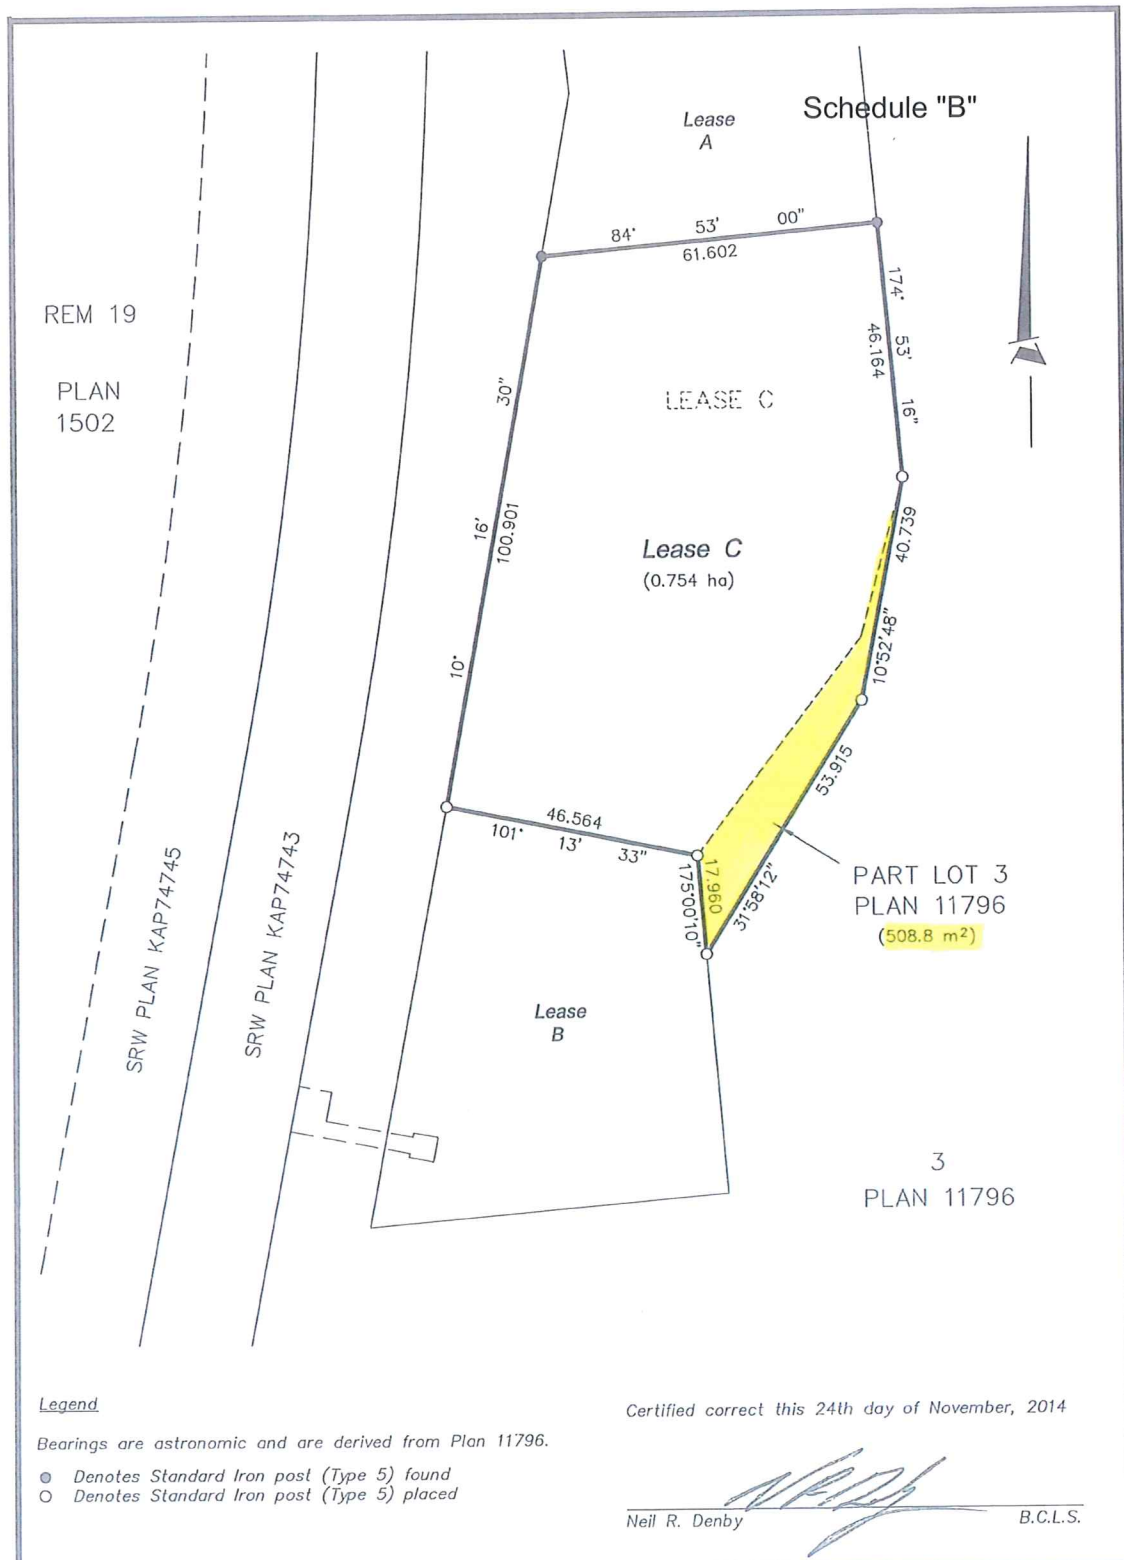 Schedule "B"
Lease
A
84° 53' 00"
61.602
174° 53' 16"
46.164
REM 19
PLAN
1502
LEASE C
30"
16'
10°
100.901
Lease C
(0.754 ha)
40.739
10°52'48"
53.915
31°58'12"
46.564
101° 13' 33"
17.960
175°00'10"
PART LOT 3
PLAN 11796
(508.8 m²)
SRW PLAN KAP74745
SRW PLAN KAP74743
Lease
B
3
PLAN 11796
Legend
Bearings are astronomic and are derived from Plan 11796.
Denotes Standard Iron post (Type 5) found
Denotes Standard Iron post (Type 5) placed
Certified correct this 24th day of November, 2014
Neil R. Denby B.C.L.S.